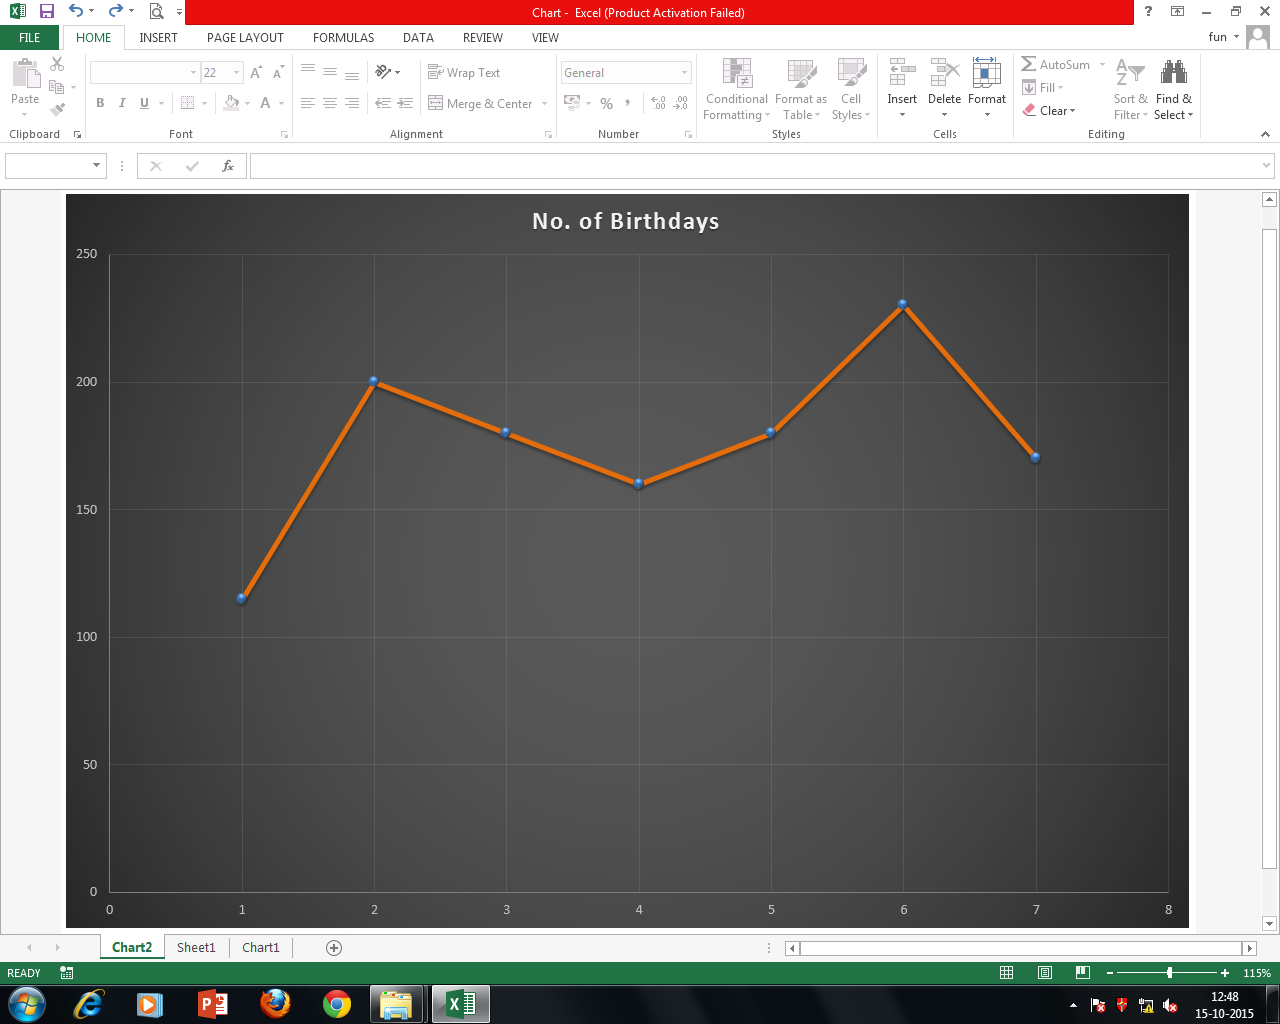 Chart -  Excel (Product Activation Failed)
FILE HOME INSERT PAGE LAYOUT FORMULAS DATA REVIEW VIEW fun
22 Wrap Text General AutoSum
Paste Conditional Formatting Format as Table Cell Styles Insert Delete Format Fill Sort & Filter Find & Select
B I U A Merge & Center % Clear
Clipboard Font Alignment Number Styles Cells Editing
fx
No. of Birthdays
250
200
150
100
50
0
0 1 2 3 4 5 6 7 8
Chart2 Sheet1 Chart1
READY 115%
12:48
15-10-2015